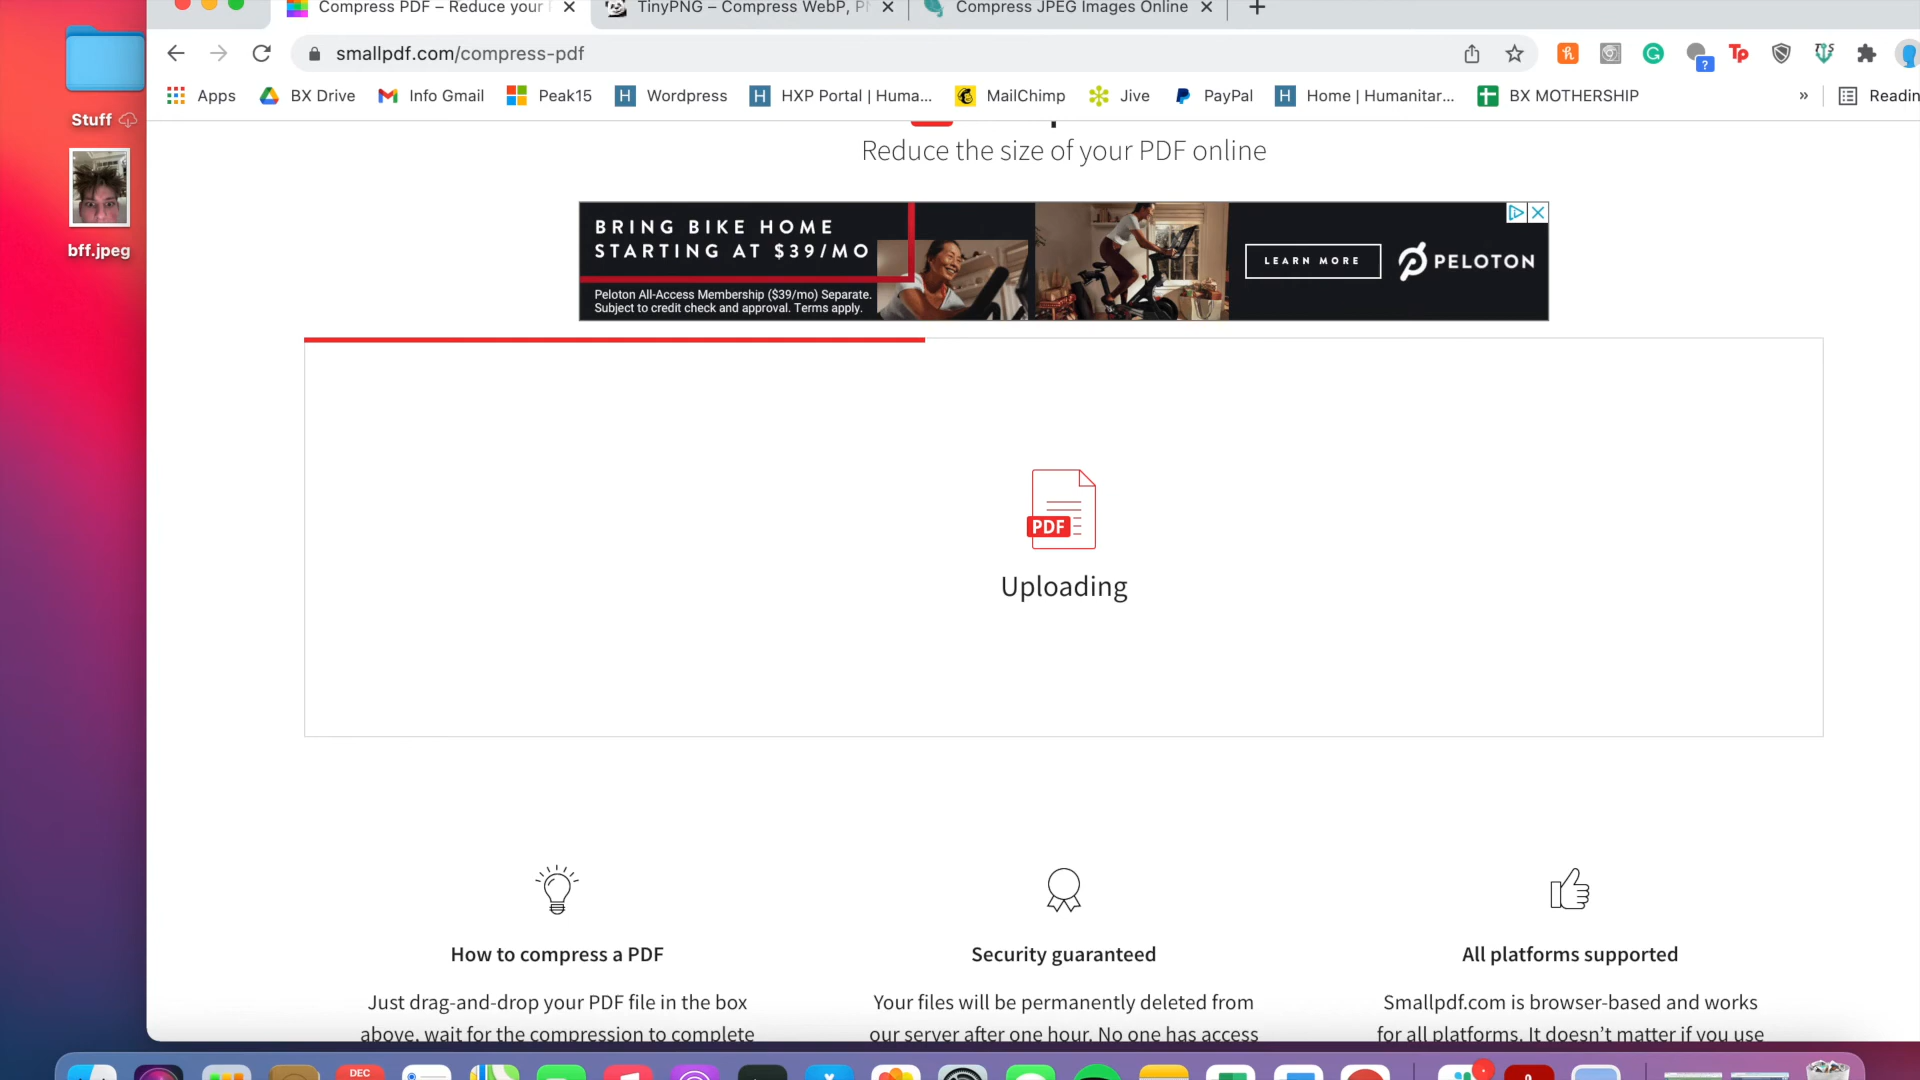 Compress PDF – Reduce your
TinyPNG – Compress WebP, PN
Compress JPEG Images Online
smallpdf.com/compress-pdf
?
Tp
Apps
BX Drive
Info Gmail
Peak15
H Wordpress
H HXP Portal | Huma...
MailChimp
Jive
PayPal
H Home | Humanitar...
BX MOTHERSHIP
»
Readin
Stuff
bff.jpeg
Reduce the size of your PDF online
BRING BIKE HOME
STARTING AT $39/MO
Peloton All-Access Membership ($39/mo) Separate.
Subject to credit check and approval. Terms apply.
LEARN MORE
PELOTON
PDF
Uploading
How to compress a PDF
Just drag-and-drop your PDF file in the box
above, wait for the compression to complete
Security guaranteed
Your files will be permanently deleted from
our server after one hour. No one has access
All platforms supported
Smallpdf.com is browser-based and works
for all platforms. It doesn’t matter if you use
DEC